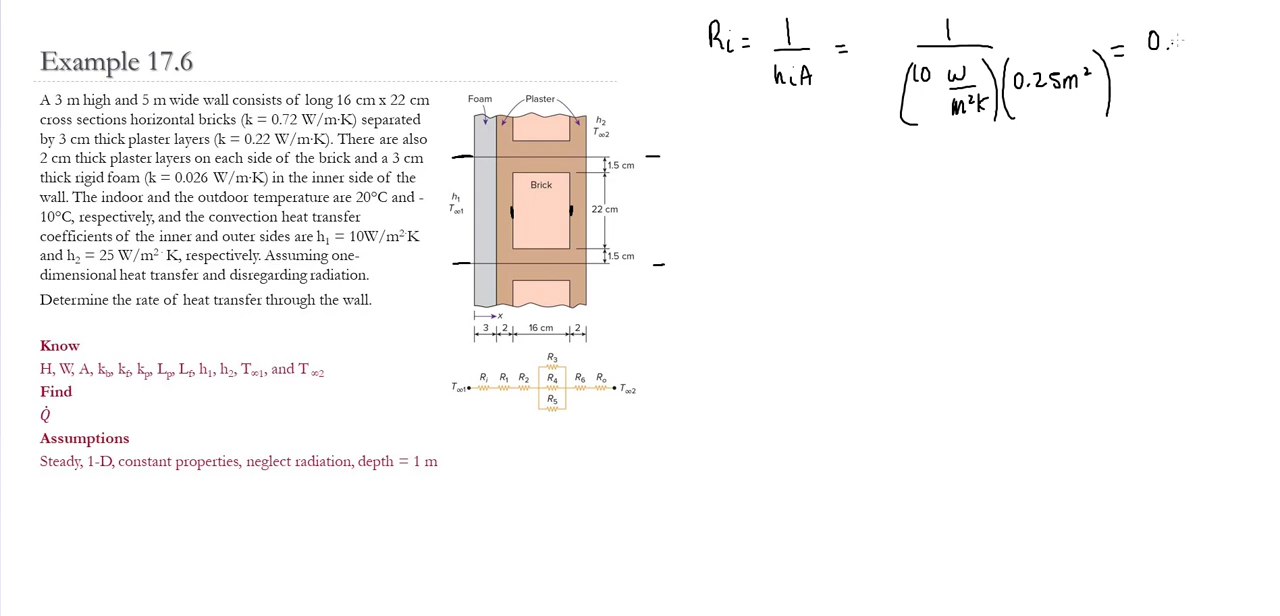 Example 17.6
A 3 m high and 5 m wide wall consists of long 16 cm x 22 cm
cross sections horizontal bricks (k = 0.72 W/m·K) separated
by 3 cm thick plaster layers (k = 0.22 W/m·K). There are also
2 cm thick plaster layers on each side of the brick and a 3 cm
thick rigid foam (k = 0.026 W/m·K) in the inner side of the
wall. The indoor and the outdoor temperature are 20°C and -
10°C, respectively, and the convection heat transfer
coefficients of the inner and outer sides are h₁ = 10W/m²·K
and h₂ = 25 W/m²· K, respectively. Assuming one-
dimensional heat transfer and disregarding radiation.
Determine the rate of heat transfer through the wall.
Know
H, W, A, k_b, k_f, k_p, L_p, L_f, h₁, h₂, T∞1, and T∞2
Find
Q̇
Assumptions
Steady, 1-D, constant properties, neglect radiation, depth = 1 m
Foam
Plaster
h₂
T∞2
1.5 cm
Brick
h₁
T∞1
22 cm
1.5 cm
x
3 2 16 cm 2
R₃
T∞1 Rᵢ R₁ R₂ R₄ R₆ Rₒ T∞2
R₅
Ri = 1 / hiA = 1 / (10 W/m²K)(0.25m²) = 0.